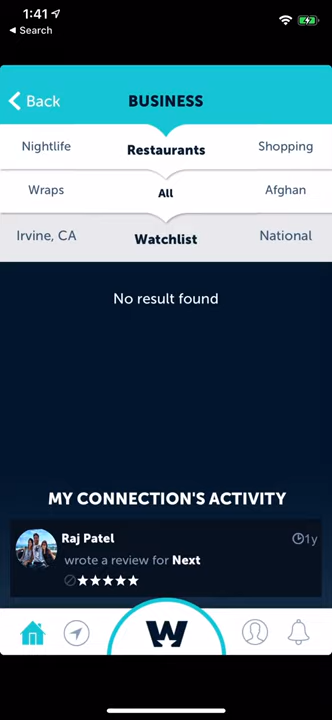 1:41
◀ Search
Back
BUSINESS
Nightlife
Restaurants
Shopping
Wraps
All
Afghan
Irvine, CA
Watchlist
National
No result found
MY CONNECTION'S ACTIVITY
Raj Patel
1y
wrote a review for Next
W